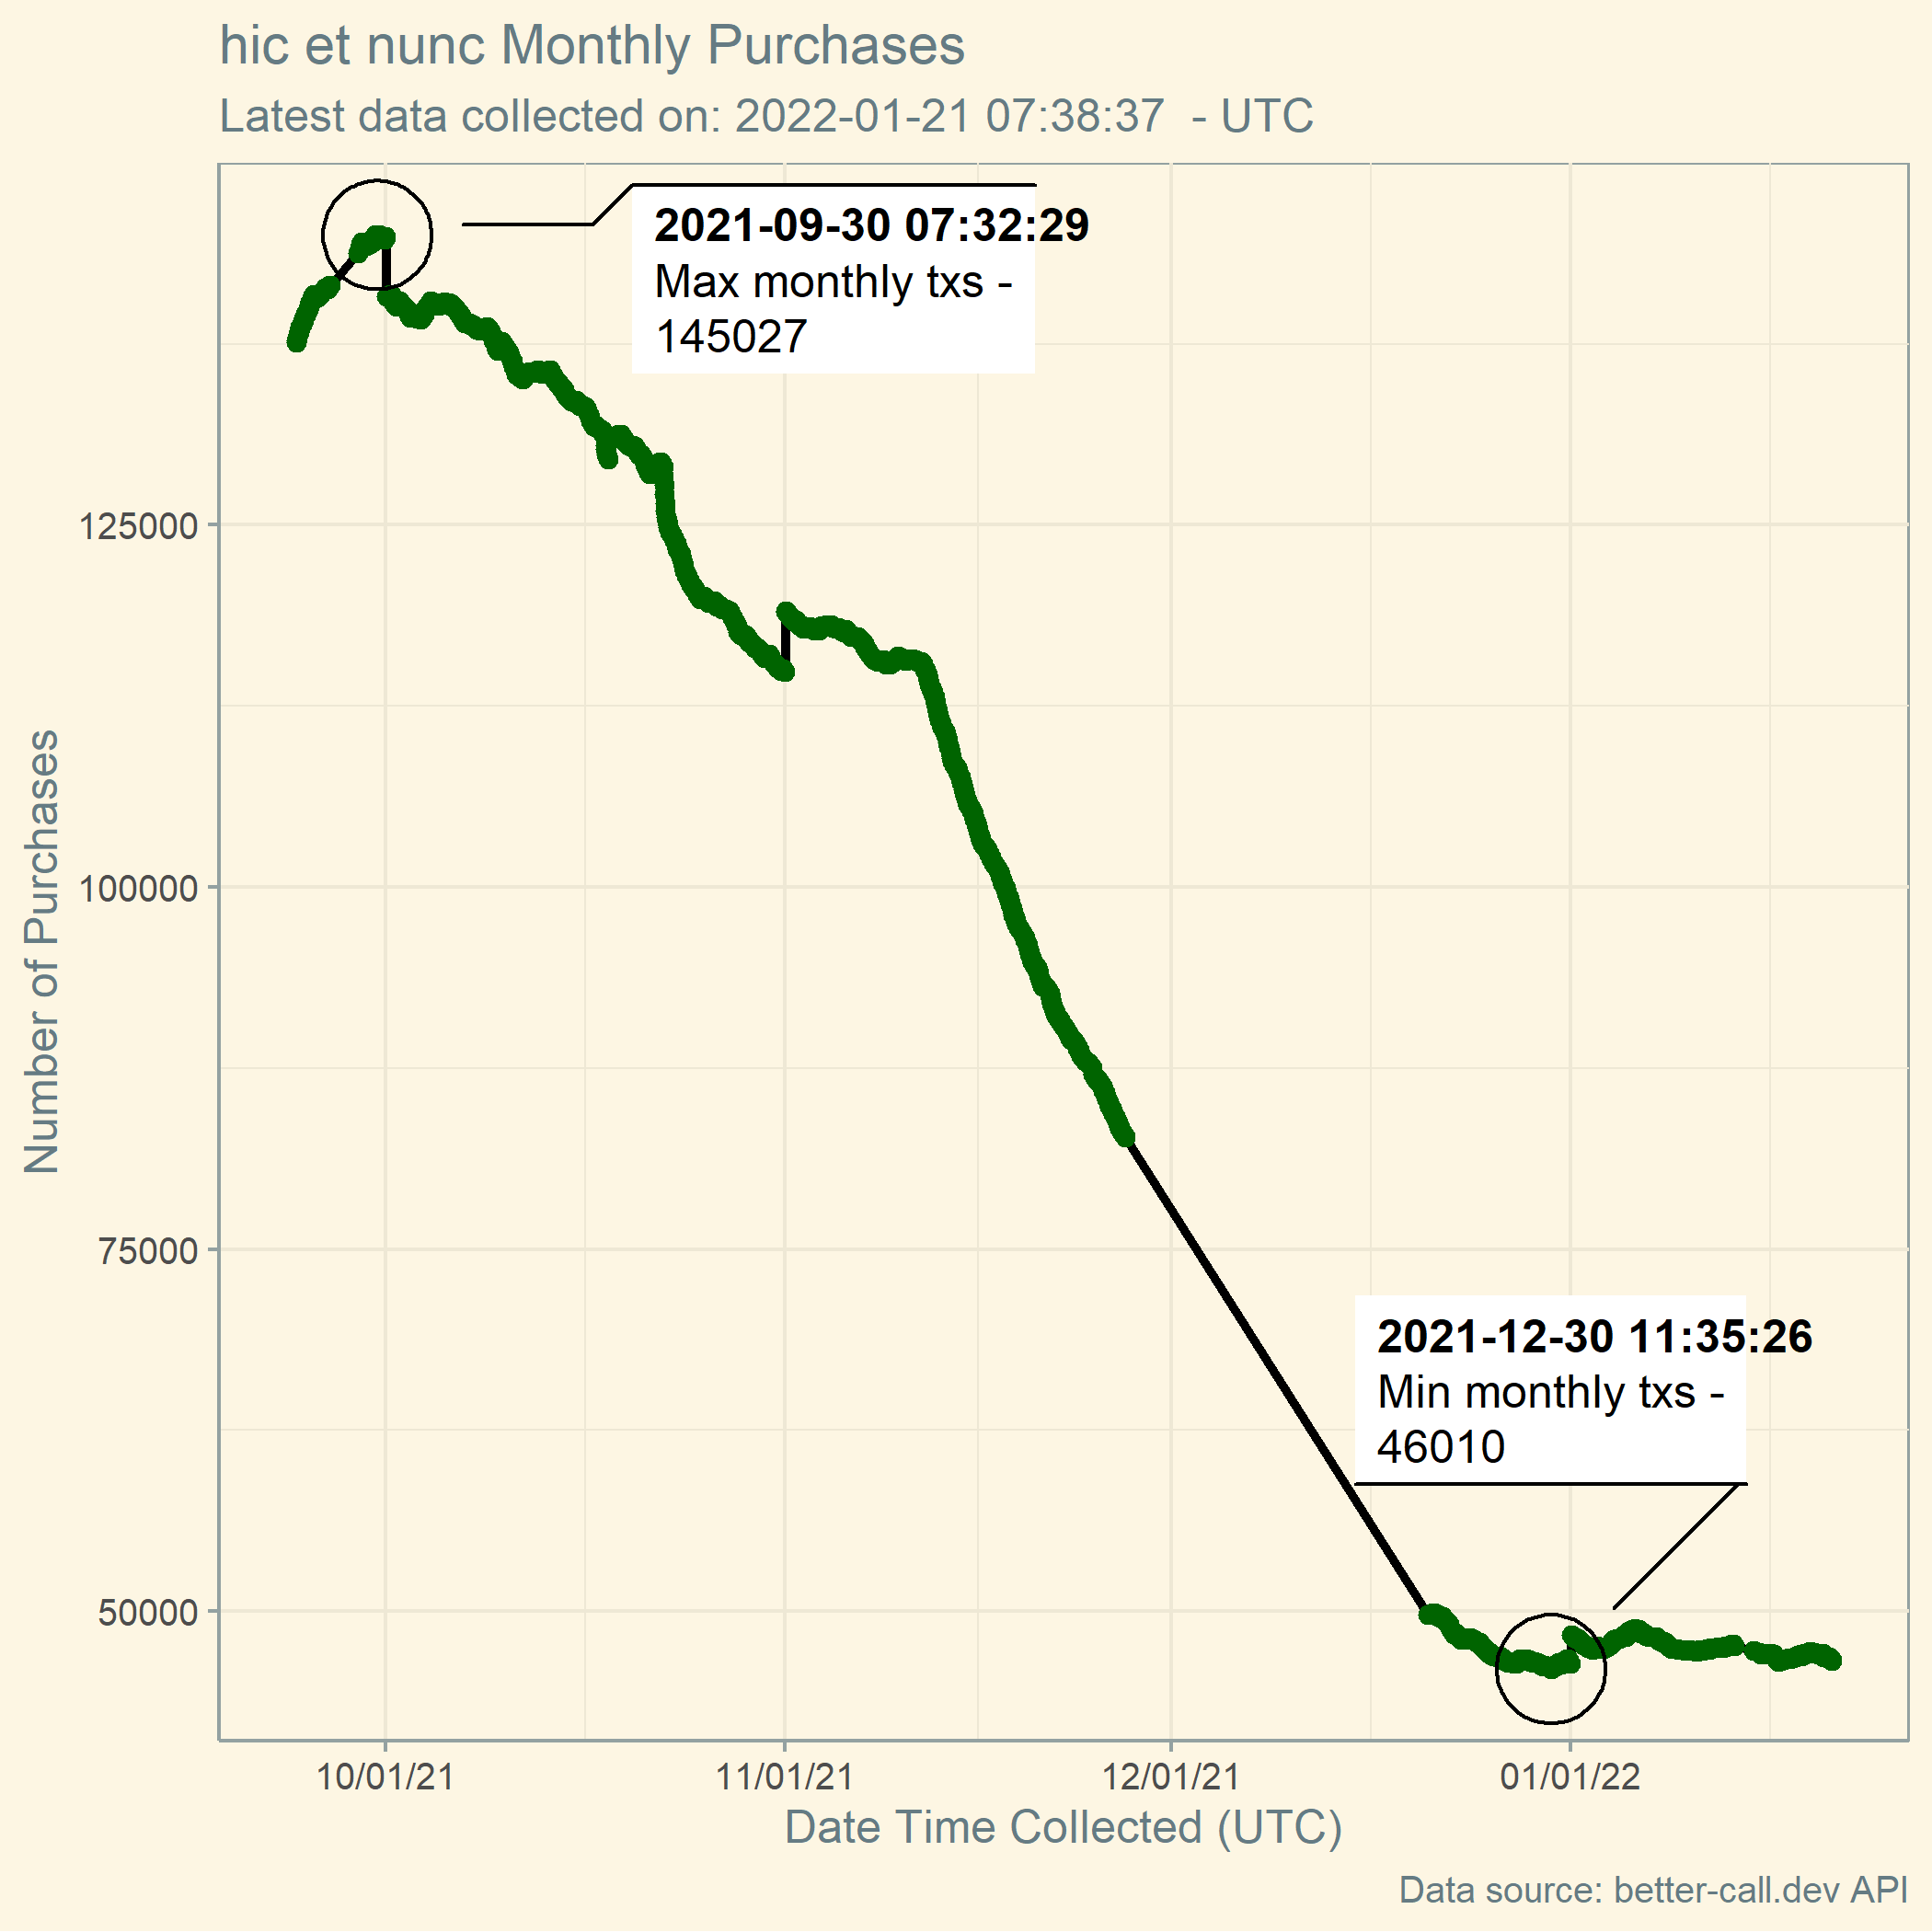 hic et nunc Monthly Purchases
Latest data collected on: 2022-01-21 07:38:37  - UTC
2021-09-30 07:32:29
Max monthly txs -
145027
125000
100000
75000
50000
Number of Purchases
2021-12-30 11:35:26
Min monthly txs -
46010
10/01/21
11/01/21
12/01/21
01/01/22
Date Time Collected (UTC)
Data source: better-call.dev API